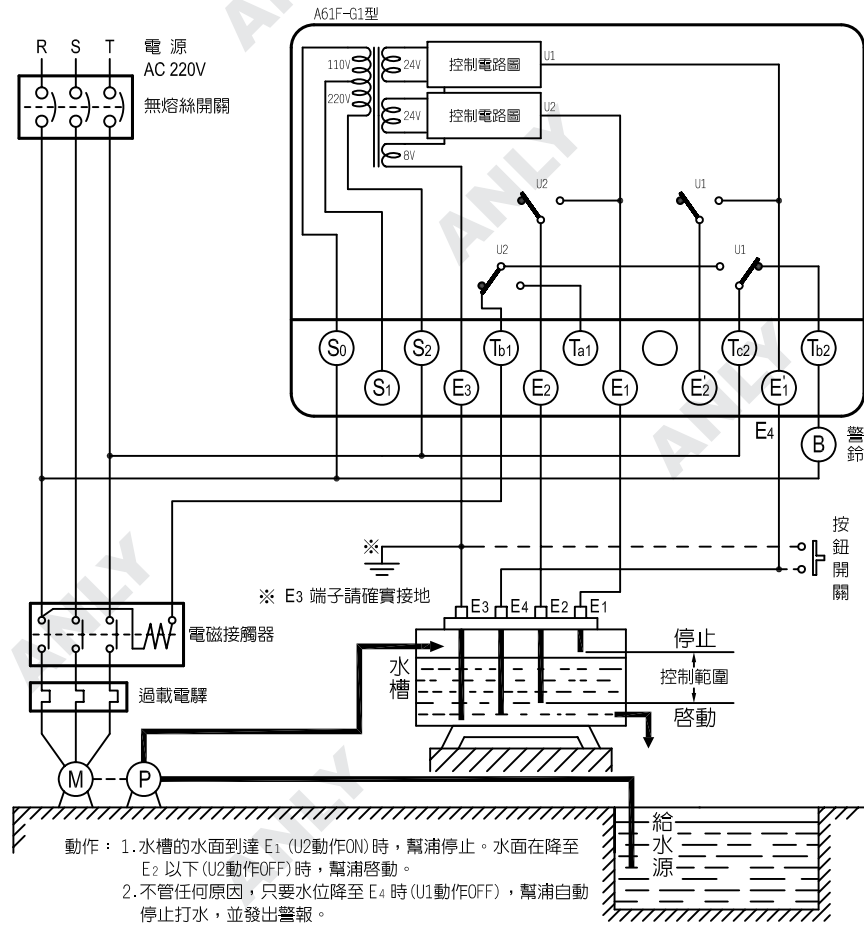 A61F-G1型
R S T 電 源
AC 220V
無熔絲開關
110V
220V
24V
控制電路圖
U1
24V
控制電路圖
U2
8V
U2
U1
U2
U1
S0
S2
Tb1
Ta1
Tc2
Tb2
S1
E3
E2
E1
E'2
E'1
E4
B
警鈴
按鈕開關
※
※ E3 端子請確實接地
E3 E4 E2 E1
電磁接觸器
過載電驛
水槽
停止
控制範圍
啓動
M
P
給水源
動作：1.水槽的水面到達 E1 (U2動作ON)時，幫浦停止。水面在降至
E2 以下(U2動作OFF)時，幫浦啓動。
2.不管任何原因，只要水位降至 E4 時(U1動作OFF)，幫浦自動
停止打水，並發出警報。
ANLY
ANLY
ANLY
ANLY
ANLY